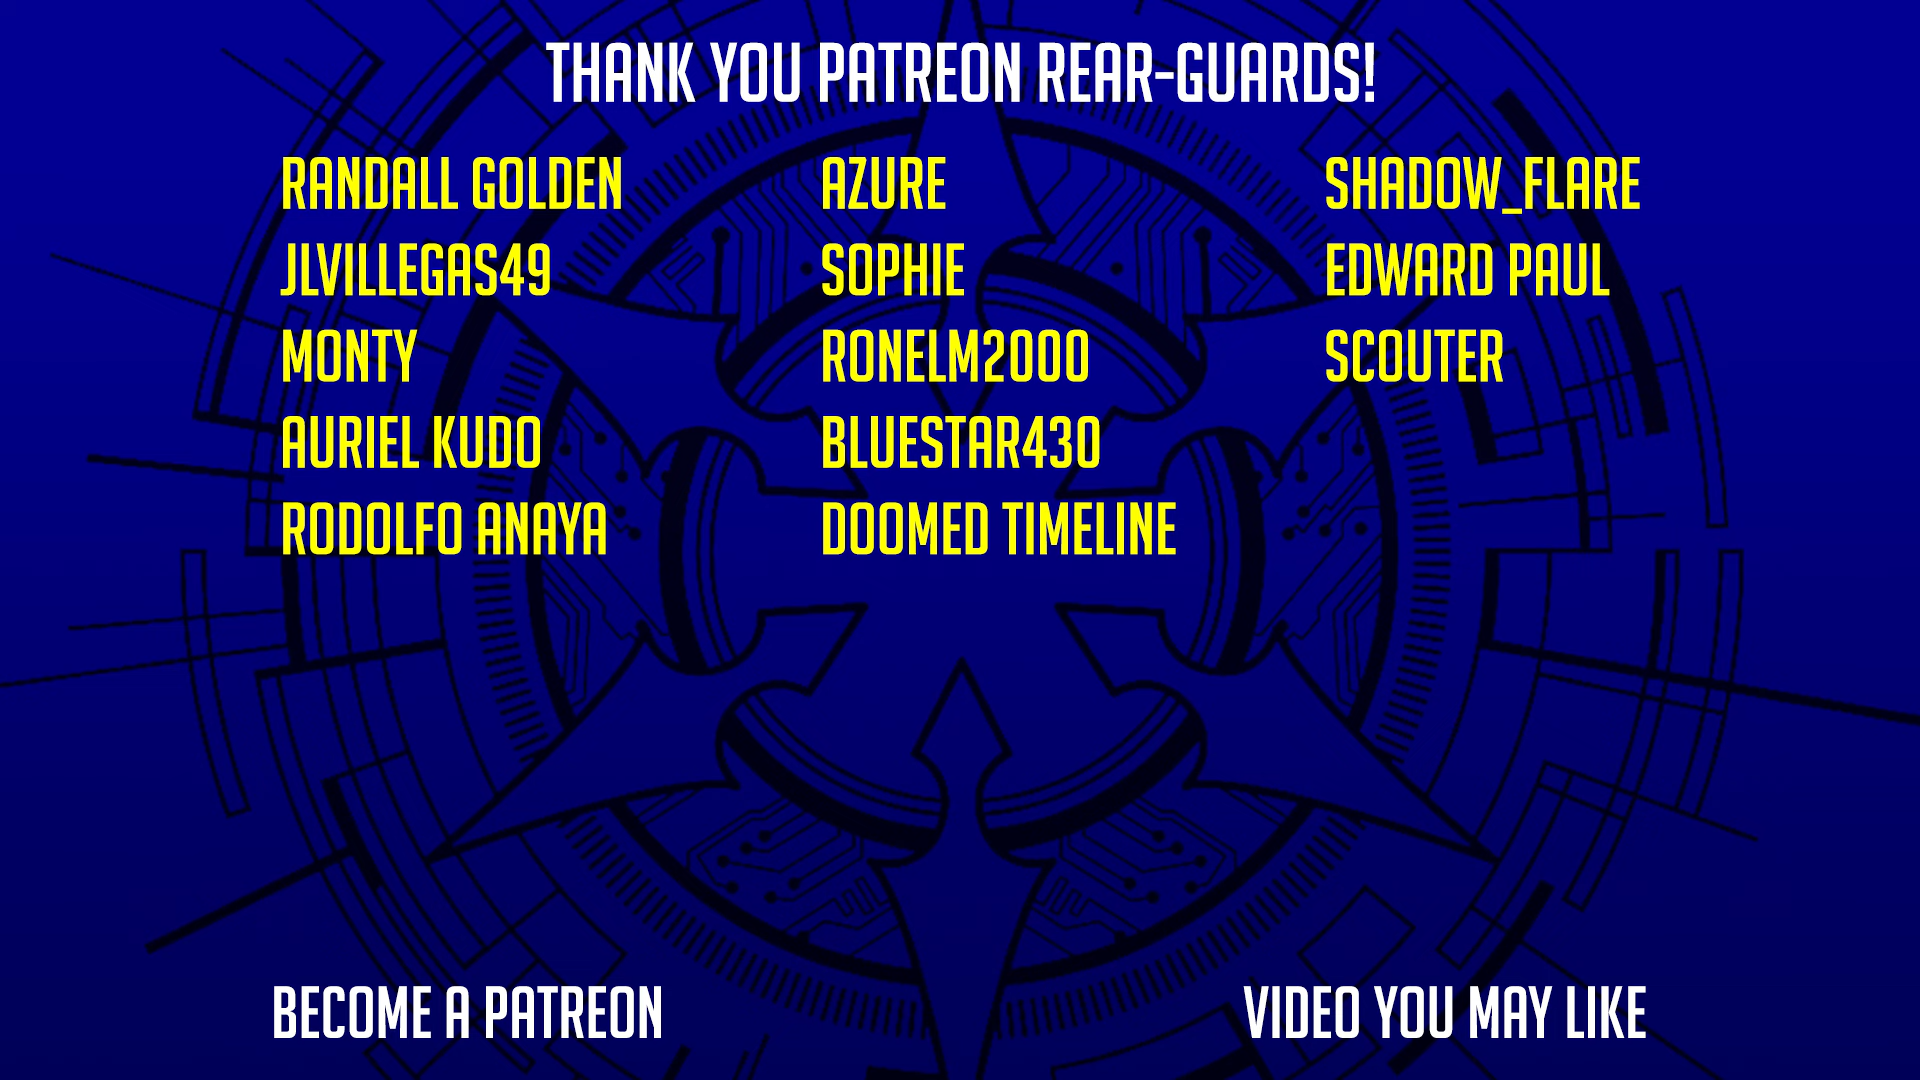 THANK YOU PATREON REAR-GUARDS!
RANDALL GOLDEN
JLVILLEGAS49
MONTY
AURIEL KUDO
RODOLFO ANAYA
AZURE
SOPHIE
RONELM2000
BLUESTAR430
DOOMED TIMELINE
SHADOW_FLARE
EDWARD PAUL
SCOUTER
BECOME A PATREON
VIDEO YOU MAY LIKE